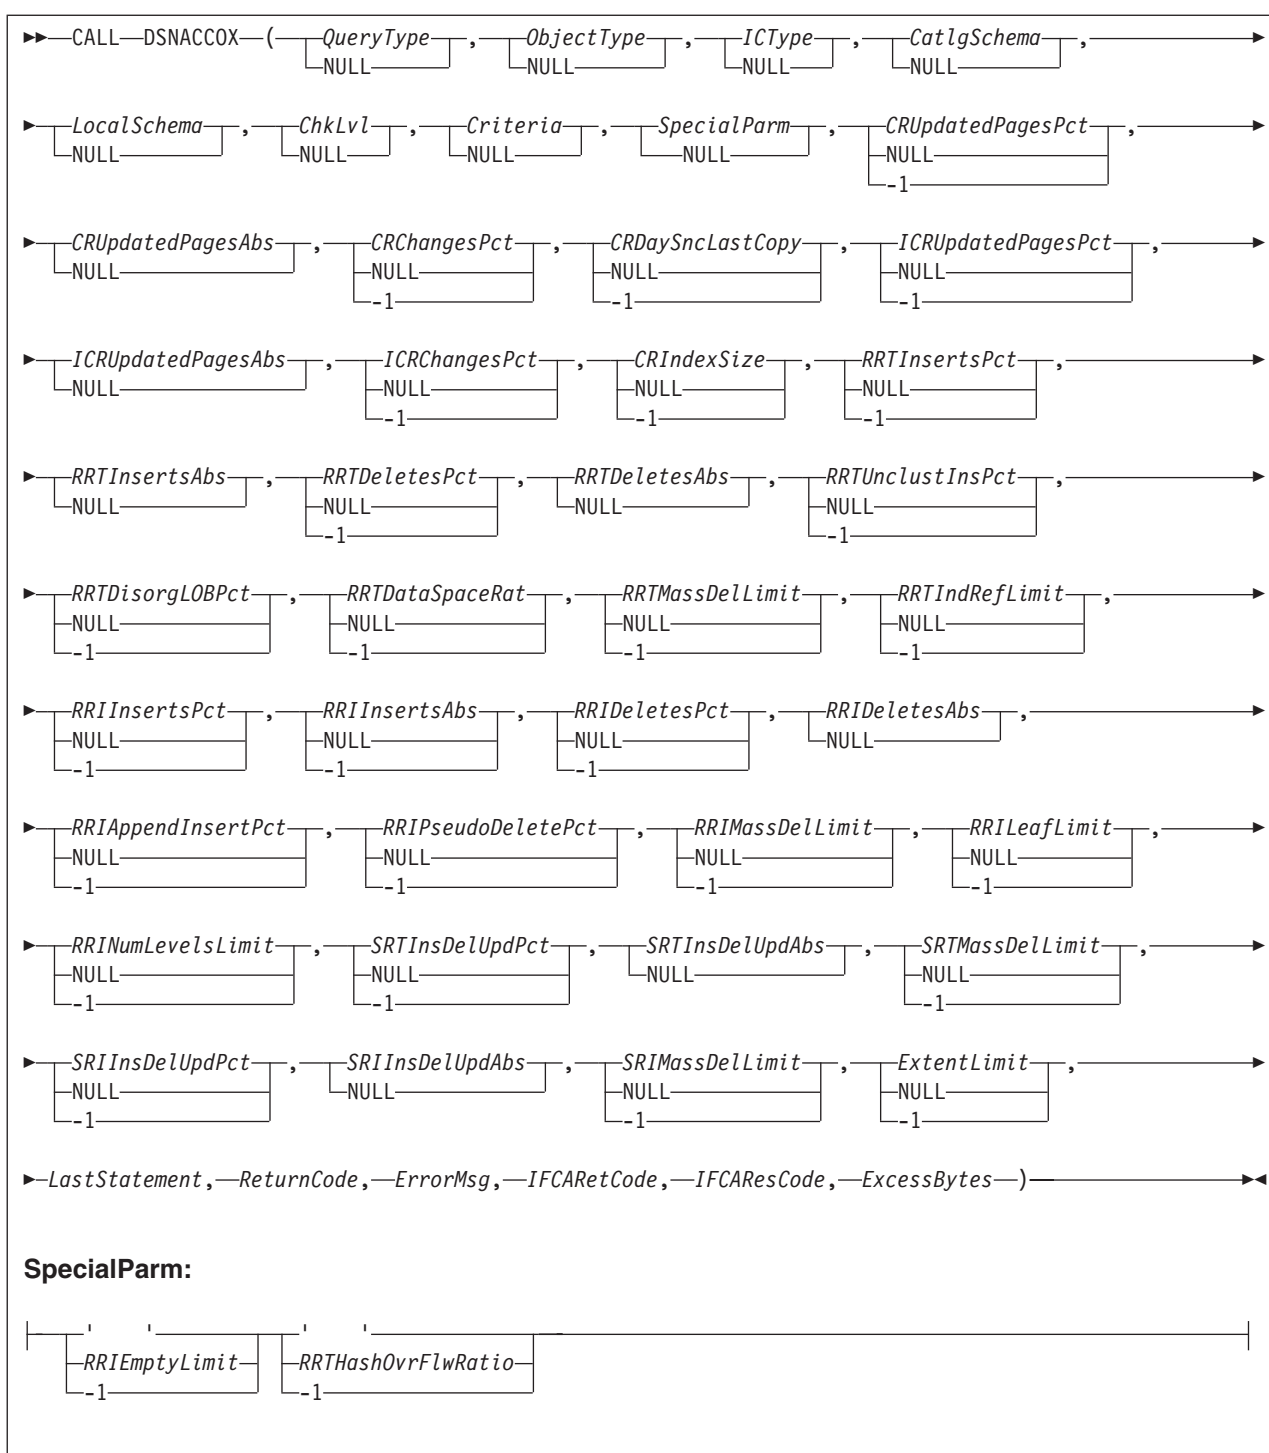 CALL DSNACCOX ( QueryType , ObjectType , ICType , CatlgSchema ,
NULL NULL NULL NULL
LocalSchema , ChkLvl , Criteria , SpecialParm , CRUpdatedPagesPct ,
NULL NULL NULL NULL NULL
-1
CRUpdatedPagesAbs , CRChangesPct , CRDaySncLastCopy , ICRUpdatedPagesPct ,
NULL NULL NULL NULL
-1 -1 -1
ICRUpdatedPagesAbs , ICRChangesPct , CRIndexSize , RRTInsertsPct ,
NULL NULL NULL NULL
-1 -1 -1
RRTInsertsAbs , RRTDeletesPct , RRTDeletesAbs , RRTUnclustInsPct ,
NULL NULL NULL NULL
-1 -1
RRTDisorgLOBPct , RRTDataSpaceRat , RRTMassDelLimit , RRTIndRefLimit ,
NULL NULL NULL NULL
-1 -1 -1 -1
RRIInsertsPct , RRIInsertsAbs , RRIDeletesPct , RRIDeletesAbs ,
NULL NULL NULL NULL
-1 -1 -1
RRIAppendInsertPct , RRIPseudoDeletePct , RRIMassDelLimit , RRILeafLimit ,
NULL NULL NULL NULL
-1 -1 -1 -1
RRINumLevelsLimit , SRTInsDelUpdPct , SRTInsDelUpdAbs , SRTMassDelLimit ,
NULL NULL NULL NULL
-1 -1 -1
SRIInsDelUpdPct , SRIInsDelUpdAbs , SRIMassDelLimit , ExtentLimit ,
NULL NULL NULL NULL
-1 -1 -1
LastStatement, ReturnCode, ErrorMsg, IFCARetCode, IFCAResCode, ExcessBytes )
SpecialParm:
' ' ' '
RRIEmptyLimit RRTHashOvrFlwRatio
-1 -1